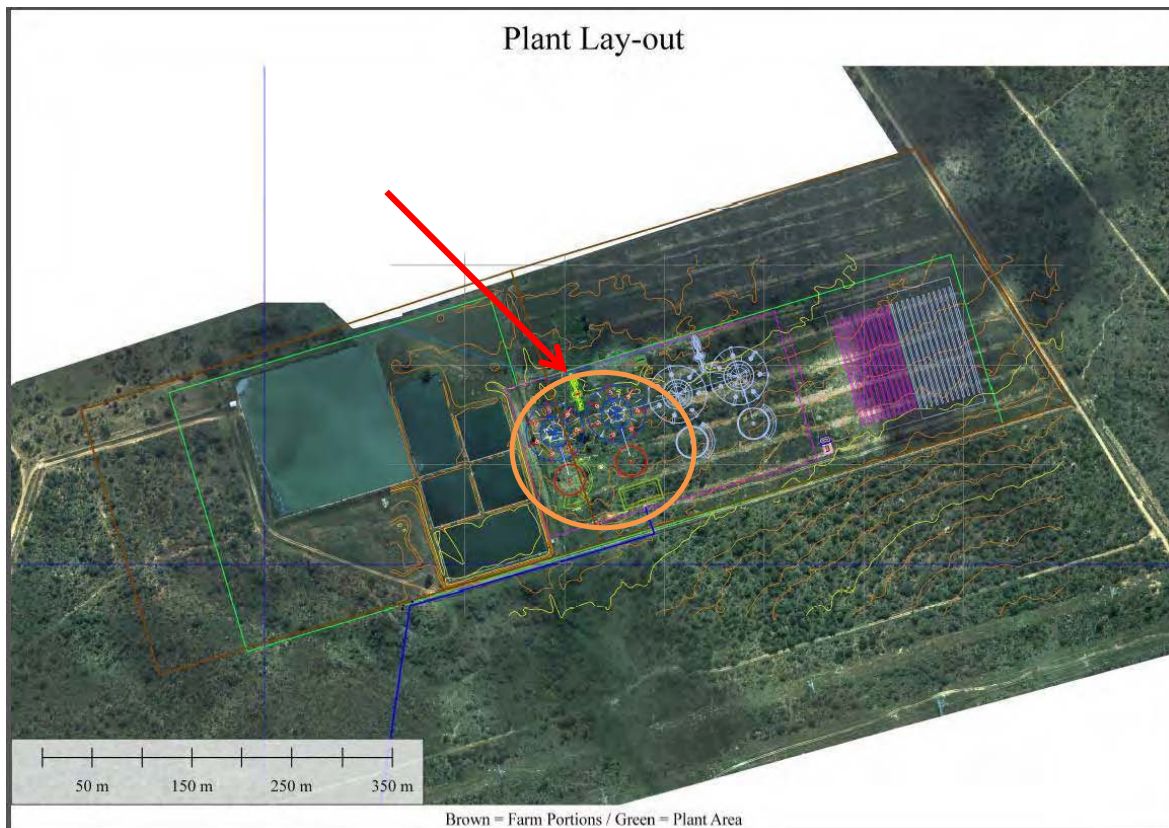 Plant Lay-out
50 m
150 m
250 m
350 m
Brown = Farm Portions / Green = Plant Area